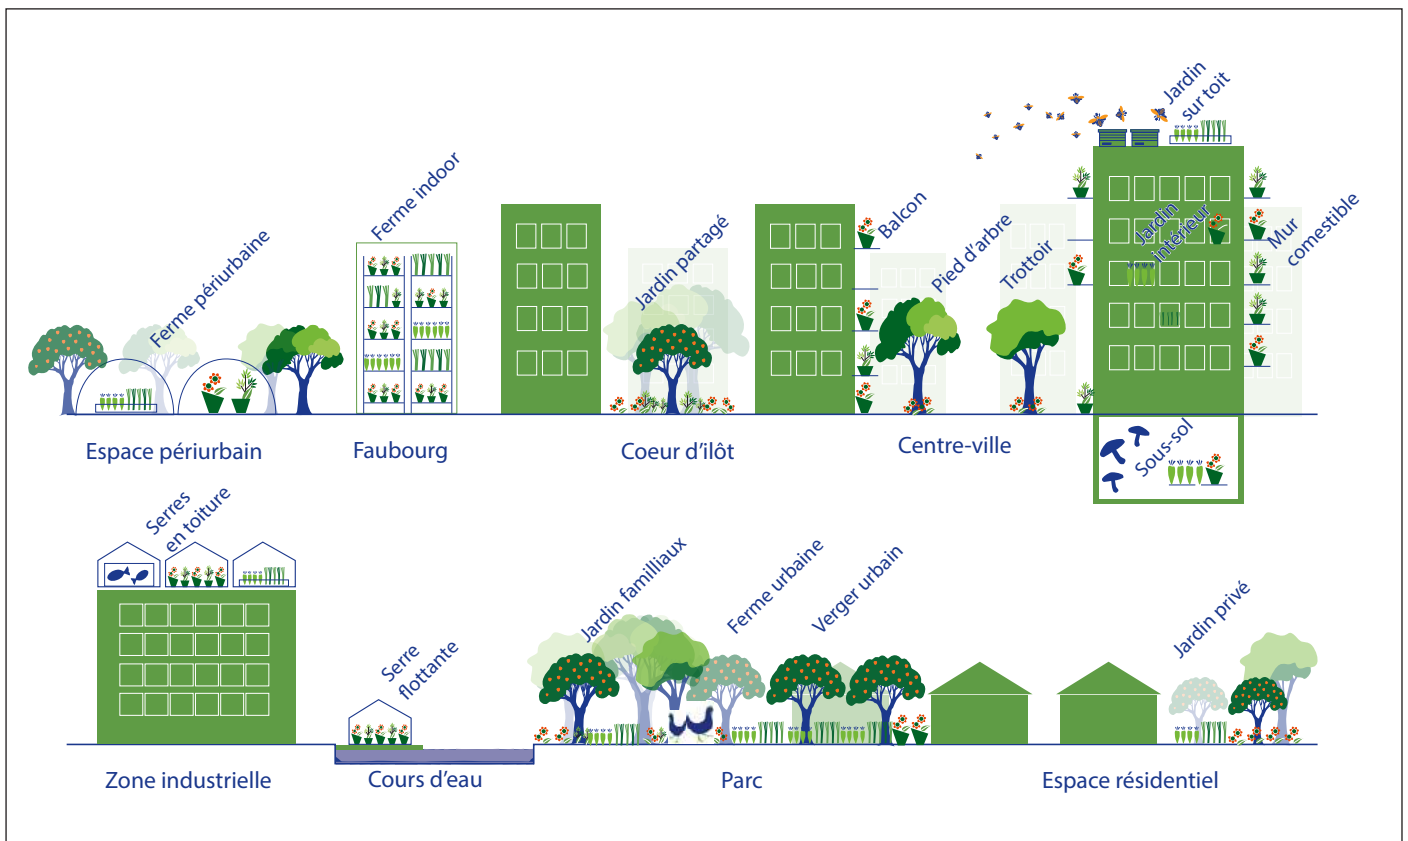 Jardin
sur toit
Ferme indoor
Balcon
Jardin partagé
Pied d'arbre
Trottoir
Jardin
intérieur
Mur
comestible
Ferme périurbaine
Espace périurbain
Faubourg
Coeur d'ilôt
Centre-ville
Sous-sol
Serres
en toiture
Jardin familliaux
Ferme urbaine
Verger urbain
Serre
flottante
Jardin privé
Zone industrielle
Cours d'eau
Parc
Espace résidentiel